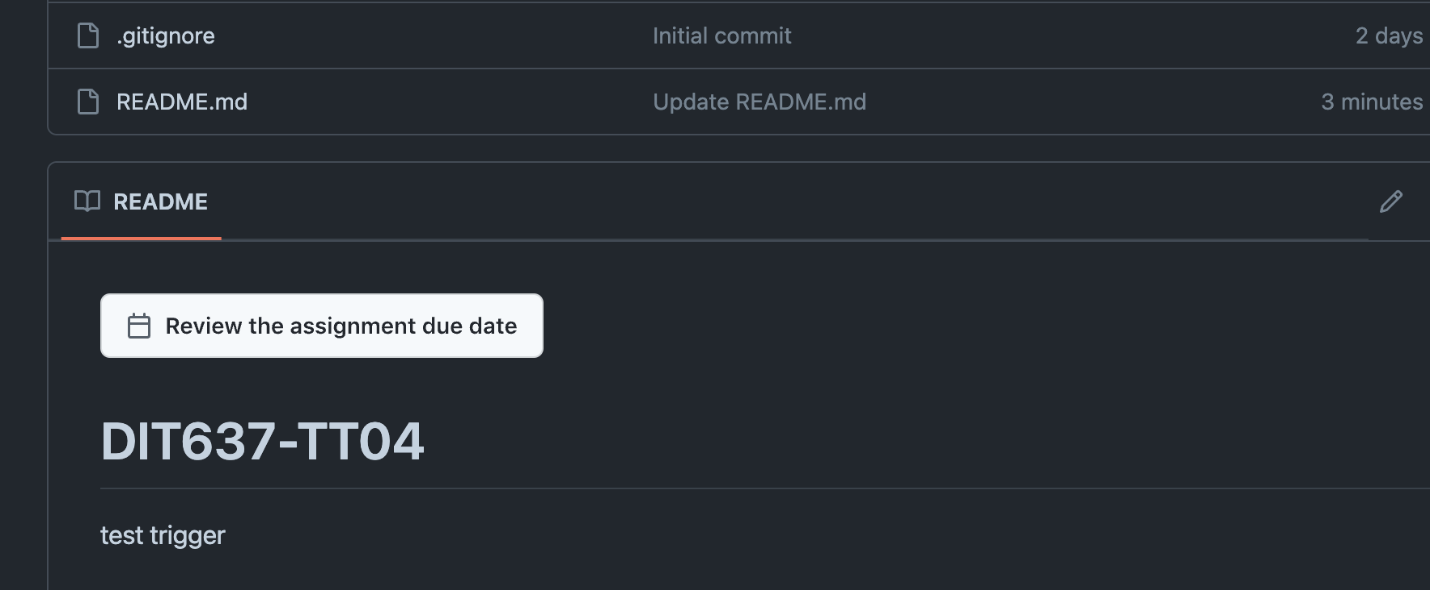 .gitignore Initial commit 2 days
README.md Update README.md 3 minutes
README
Review the assignment due date
DIT637-TT04
test trigger